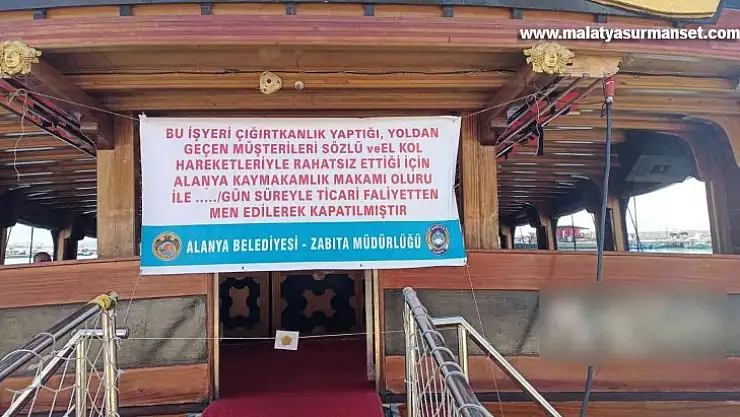 www.malatyasurmanset.com
BU İŞYERİ ÇIĞIRTKANLIK YAPTIĞI, YOLDAN
GEÇEN MÜŞTERİLERİ SÖZLÜ veEL KOL
HAREKETLERİYLE RAHATSIZ ETTİĞİ İÇİN
ALANYA KAYMAKAMLIK MAKAMI OLURU
İLE ...../GÜN SÜREYLE TİCARİ FALİYETTEN
MEN EDİLEREK KAPATILMIŞTIR
ALANYA BELEDİYESİ - ZABITA MÜDÜRLÜĞÜ